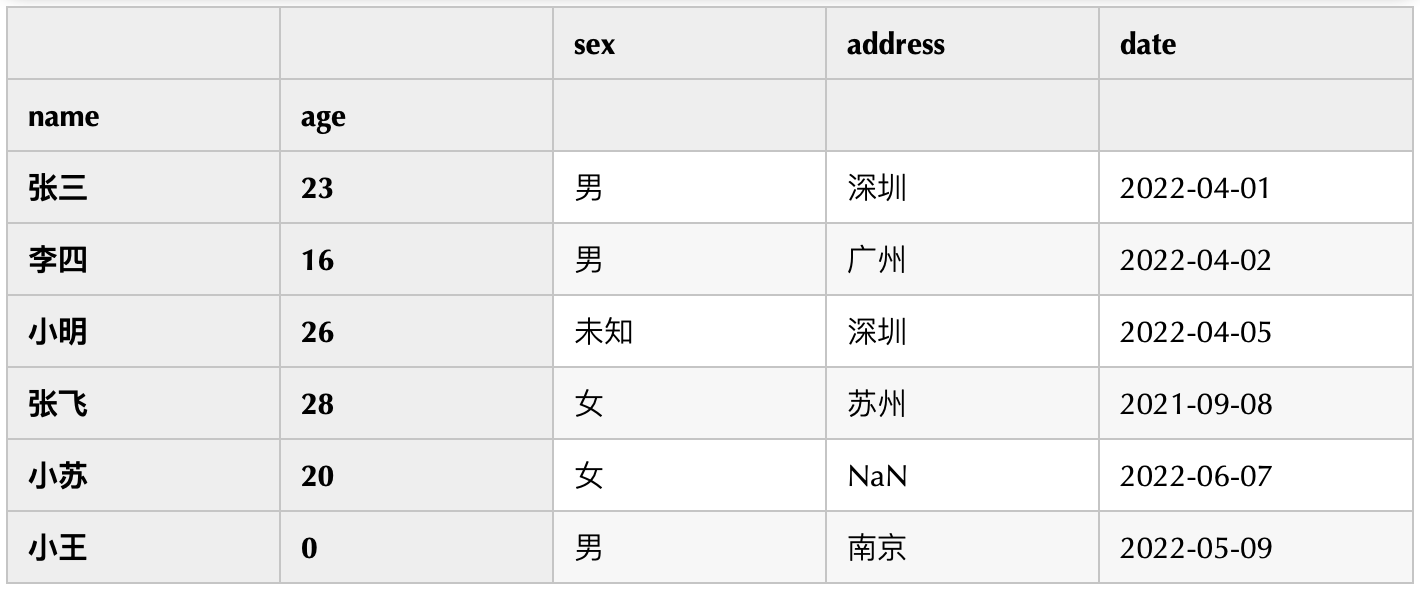 sex address date
name age
张三 23 男 深圳 2022-04-01
李四 16 男 广州 2022-04-02
小明 26 未知 深圳 2022-04-05
张飞 28 女 苏州 2021-09-08
小苏 20 女 NaN 2022-06-07
小王 0 男 南京 2022-05-09